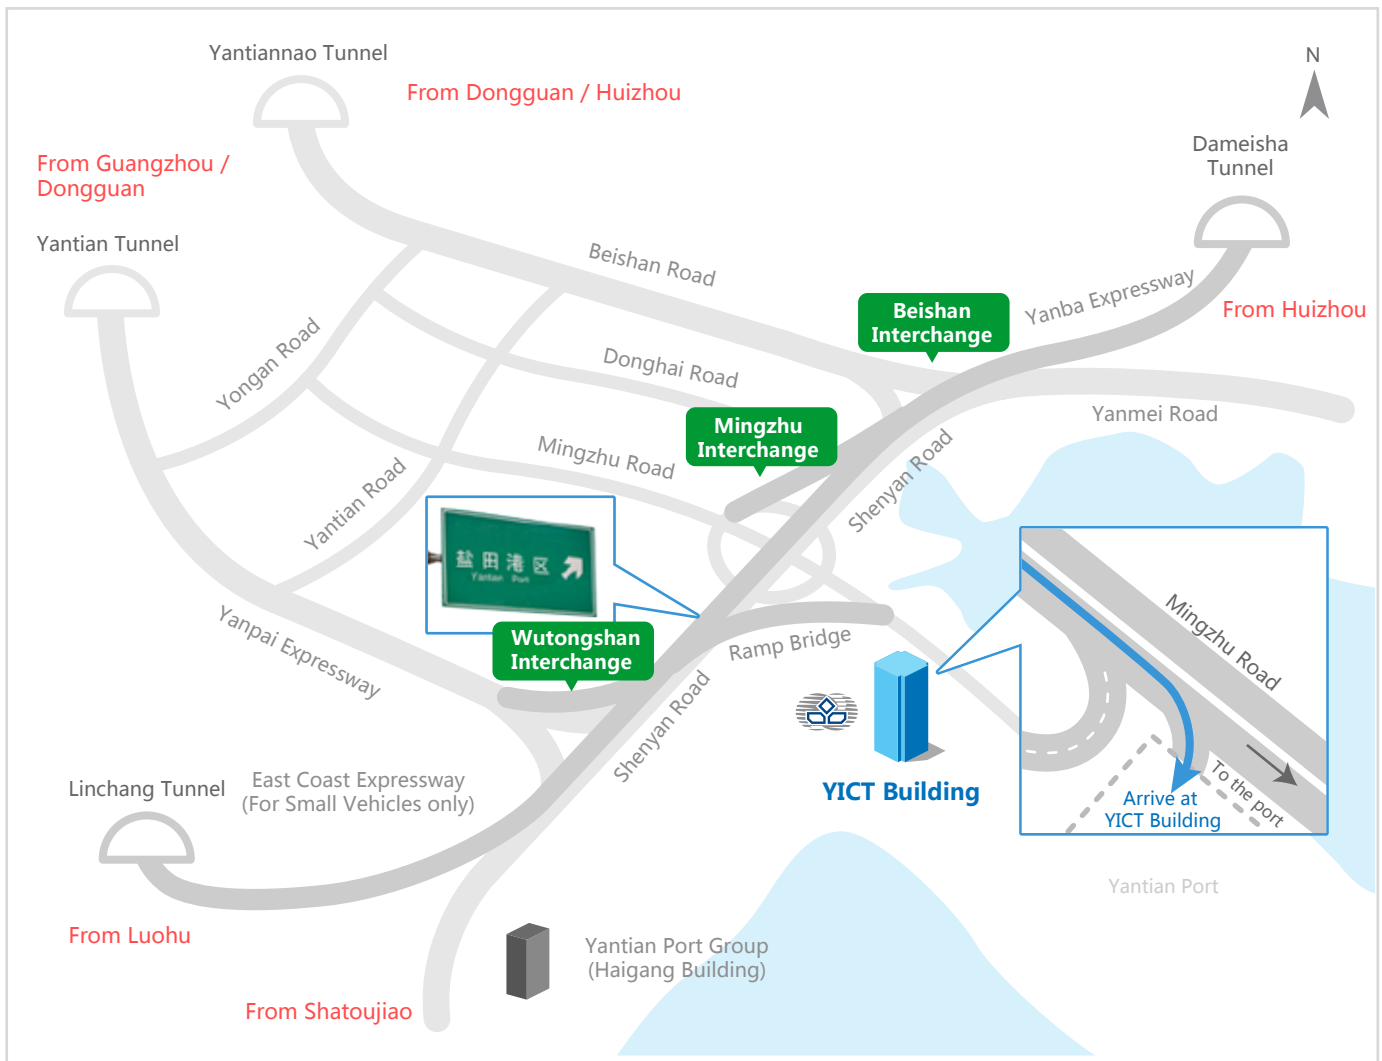 Yantiannao Tunnel
From Dongguan / Huizhou
N
Dameisha
Tunnel
From Guangzhou /
Dongguan
Yantian Tunnel
Beishan Road
Beishan
Interchange
Yanba Expressway
From Huizhou
Yongan Road
Donghai Road
Yanmei Road
Mingzhu
Interchange
Mingzhu Road
Shenyan Road
Yantian Road
盐田港区
Yantian Port
Yanpai Expressway
Wutongshan
Interchange
Ramp Bridge
Shenyan Road
Mingzhu Road
To the port
Arrive at
YICT Building
YICT Building
Linchang Tunnel
East Coast Expressway
(For Small Vehicles only)
Yantian Port
From Luohu
Yantian Port Group
(Haigang Building)
From Shatoujiao